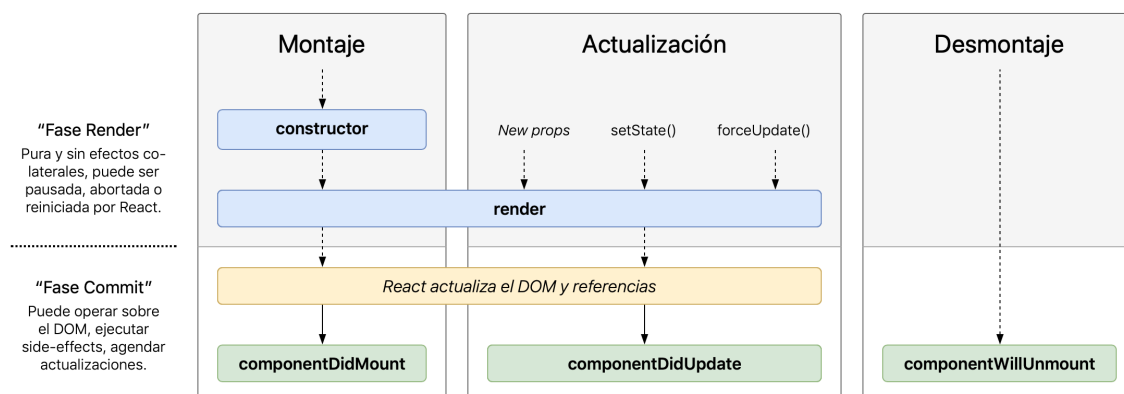 Montaje
Actualización
Desmontaje
“Fase Render”
Pura y sin efectos co-
laterales, puede ser
pausada, abortada o
reiniciada por React.
constructor
New props
setState()
forceUpdate()
render
“Fase Commit”
Puede operar sobre
el DOM, ejecutar
side-effects, agendar
actualizaciones.
React actualiza el DOM y referencias
componentDidMount
componentDidUpdate
componentWillUnmount